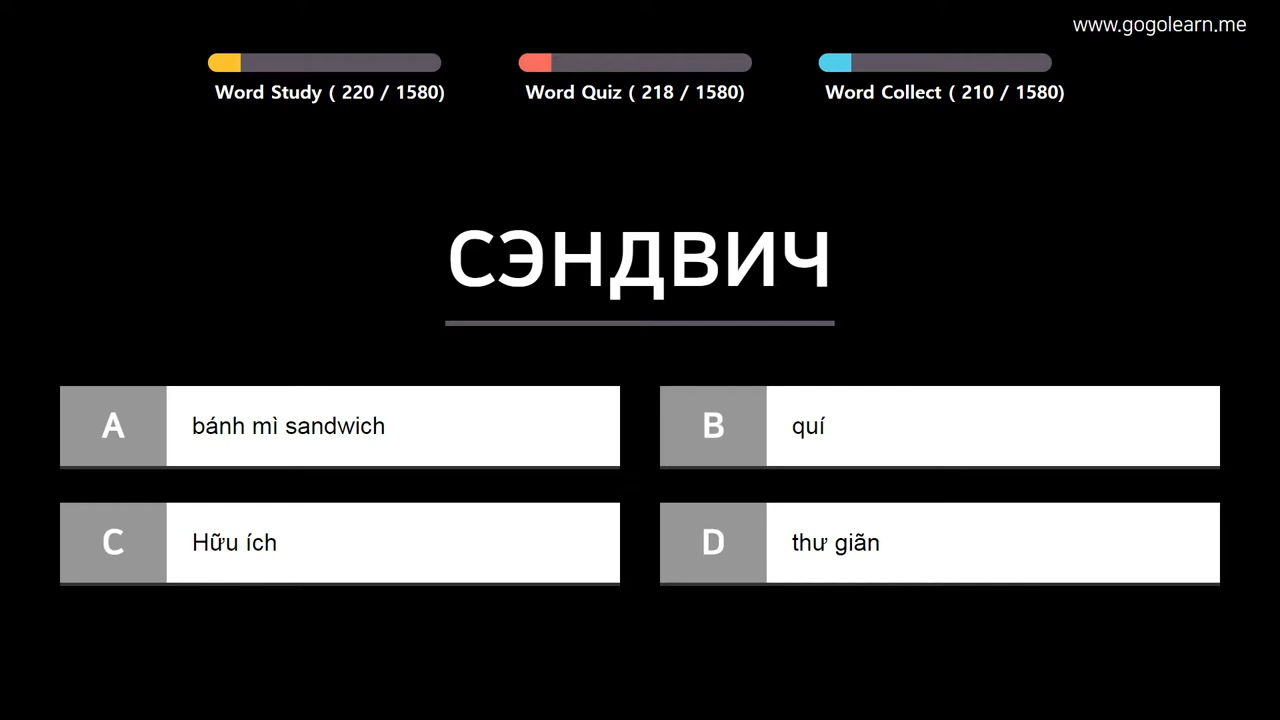 www.gogolearn.me
Word Study ( 220 / 1580)
Word Quiz ( 218 / 1580)
Word Collect ( 210 / 1580)
СЭНДВИЧ
A bánh mì sandwich
B quí
C Hữu ích
D thư giãn